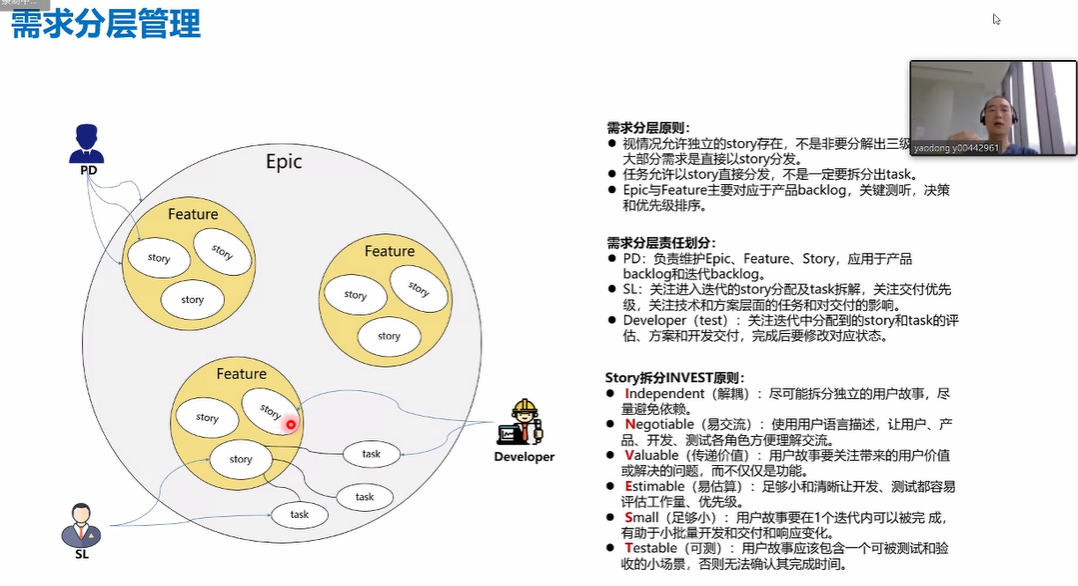 需求分层管理
PD
Epic
Feature
story
story
story
Feature
story
story
story
Feature
story
story
story
task
task
task
SL
Developer
yaodong y00442961
需求分层原则：
● 视情况允许独立的story存在，不是非要分解出三级
大部分需求是直接以story分发。
● 任务允许以story直接分发，不是一定要拆分出task。
● Epic与Feature主要对应于产品backlog，关键测听，决策
和优先级排序。
需求分层责任划分：
● PD：负责维护Epic、Feature、Story，应用于产品
backlog和迭代backlog。
● SL：关注进入迭代的story分配及task拆解，关注交付优先
级，关注技术和方案层面的任务和对交付的影响。
● Developer（test）：关注迭代中分配到的story和task的评
估、方案和开发交付，完成后要修改对应状态。
Story拆分INVEST原则：
● Independent（解耦）：尽可能拆分独立的用户故事，尽
量避免依赖。
● Negotiable（易交流）：使用用户语言描述，让用户、产
品、开发、测试各角色方便理解交流。
● Valuable（传递价值）：用户故事要关注带来的用户价值
或解决的问题，而不仅仅是功能。
● Estimable（易估算）：足够小和清晰让开发、测试都容易
评估工作量、优先级。
● Small（足够小）：用户故事要在1个迭代内可以被完 成，
有助于小批量开发和交付和响应变化。
● Testable（可测）：用户故事应该包含一个可被测试和验
收的小场景，否则无法确认其完成时间。